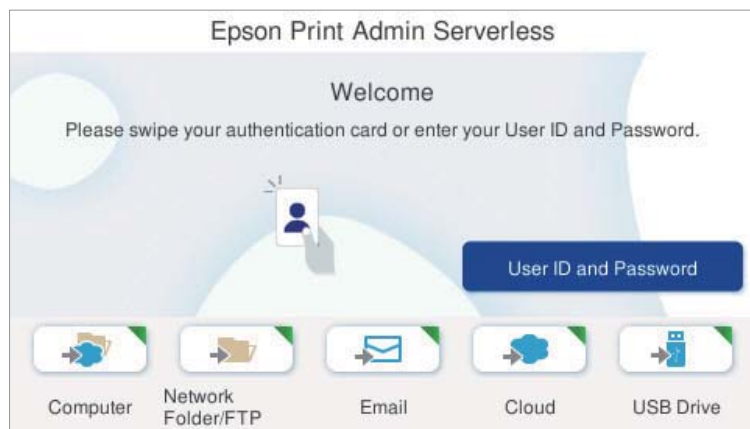 Epson Print Admin Serverless
Welcome
Please swipe your authentication card or enter your User ID and Password.
User ID and Password
Computer
Network
Folder/FTP
Email
Cloud
USB Drive